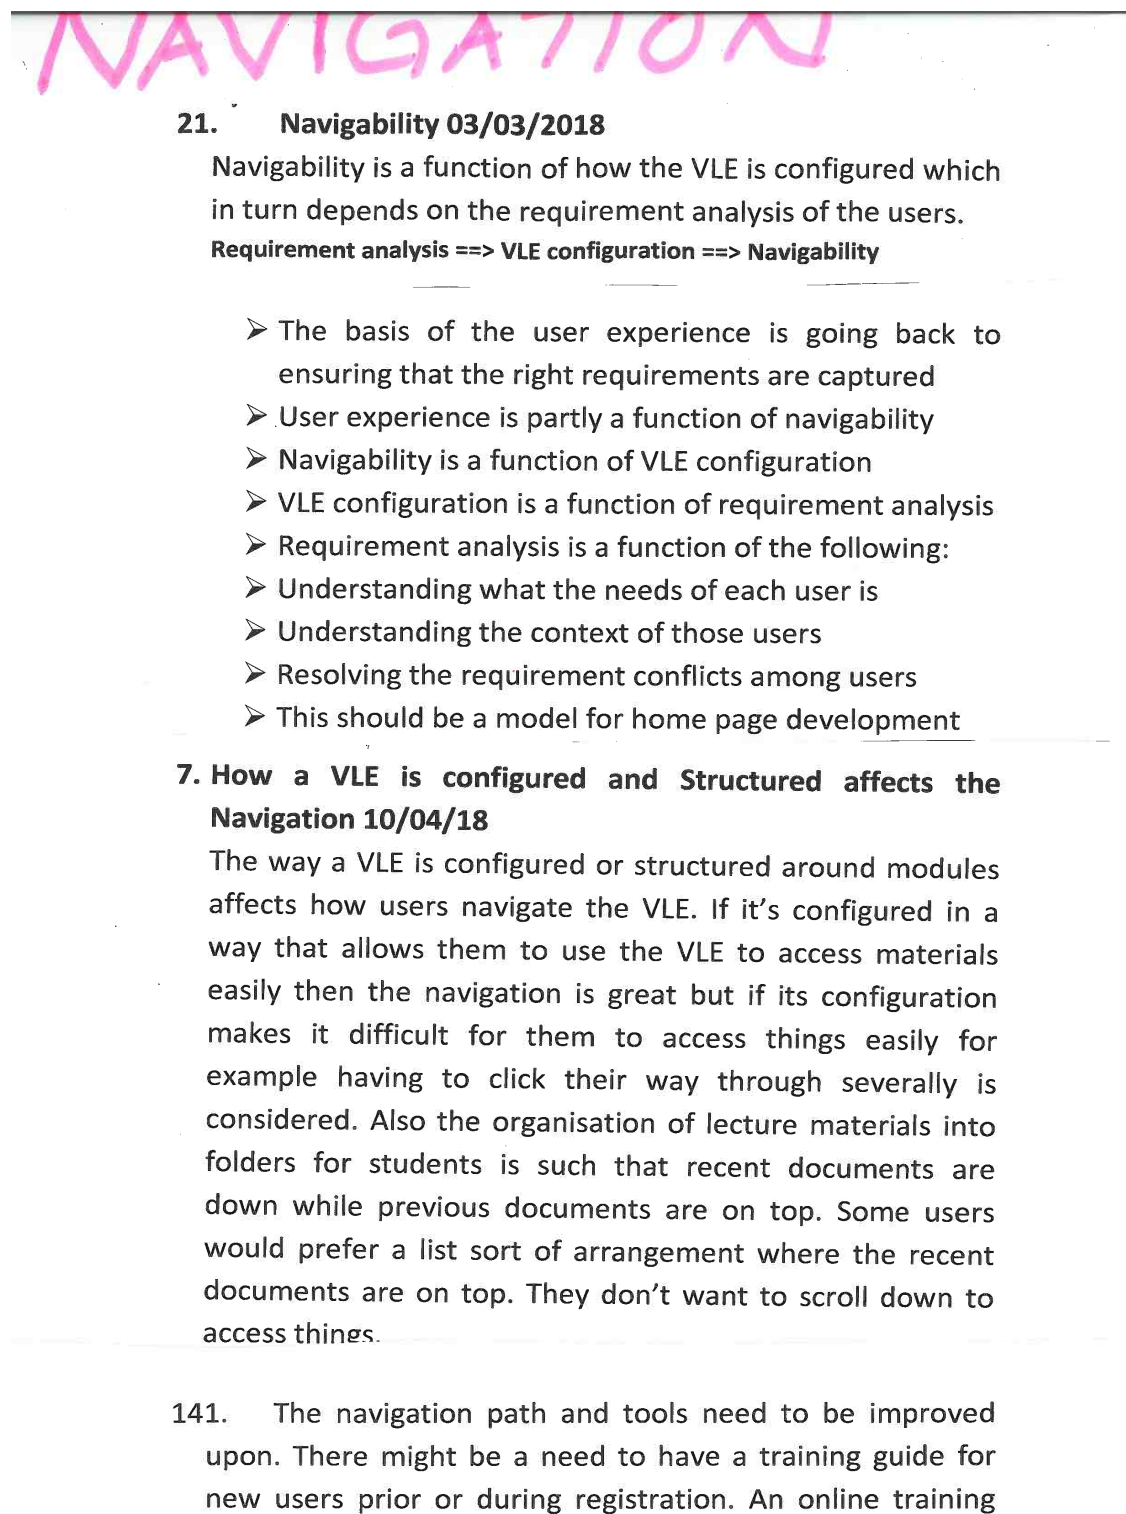 NAVIGATION
21. Navigability 03/03/2018
Navigability is a function of how the VLE is configured which
in turn depends on the requirement analysis of the users.
Requirement analysis ==> VLE configuration ==> Navigability
➢ The basis of the user experience is going back to
ensuring that the right requirements are captured
➢ User experience is partly a function of navigability
➢ Navigability is a function of VLE configuration
➢ VLE configuration is a function of requirement analysis
➢ Requirement analysis is a function of the following:
➢ Understanding what the needs of each user is
➢ Understanding the context of those users
➢ Resolving the requirement conflicts among users
➢ This should be a model for home page development
7. How a VLE is configured and Structured affects the
Navigation 10/04/18
The way a VLE is configured or structured around modules
affects how users navigate the VLE. If it's configured in a
way that allows them to use the VLE to access materials
easily then the navigation is great but if its configuration
makes it difficult for them to access things easily for
example having to click their way through severally is
considered. Also the organisation of lecture materials into
folders for students is such that recent documents are
down while previous documents are on top. Some users
would prefer a list sort of arrangement where the recent
documents are on top. They don't want to scroll down to
access things.
141. The navigation path and tools need to be improved
upon. There might be a need to have a training guide for
new users prior or during registration. An online training